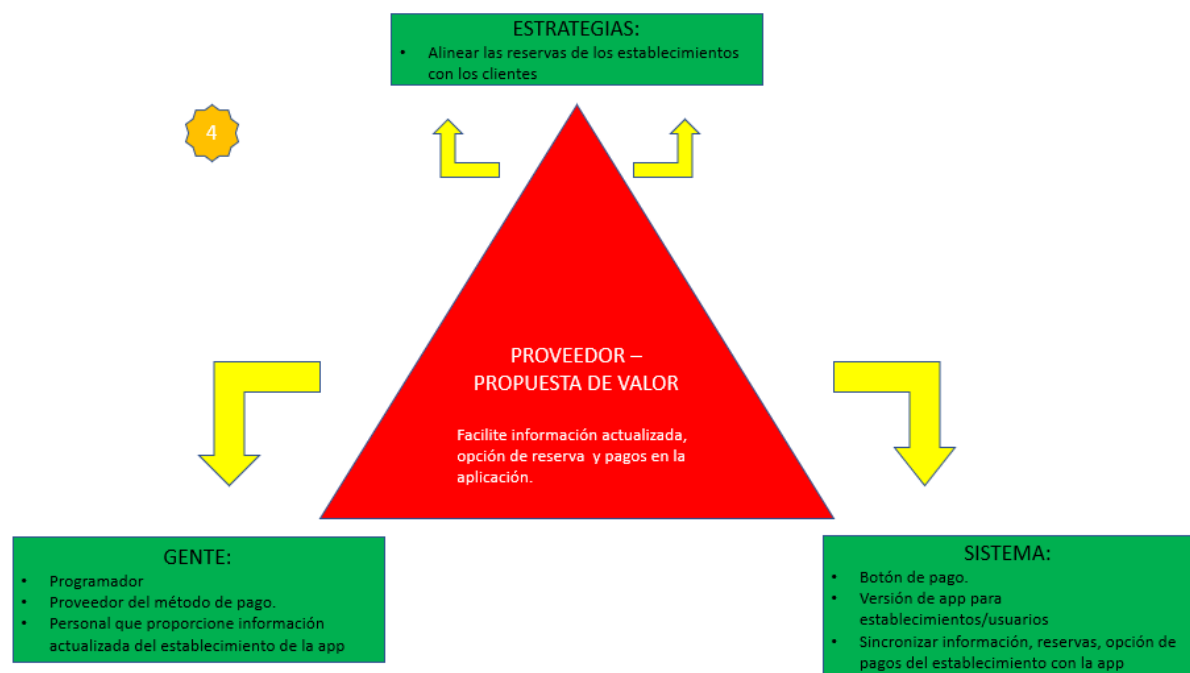 ESTRATEGIAS:
• Alinear las reservas de los establecimientos
con los clientes
4
PROVEEDOR –
PROPUESTA DE VALOR
Facilite información actualizada,
opción de reserva y pagos en la
aplicación.
GENTE:
• Programador
• Proveedor del método de pago.
• Personal que proporcione información
actualizada del establecimiento de la app
SISTEMA:
• Botón de pago.
• Versión de app para
establecimientos/usuarios
• Sincronizar información, reservas, opción de
pagos del establecimiento con la app